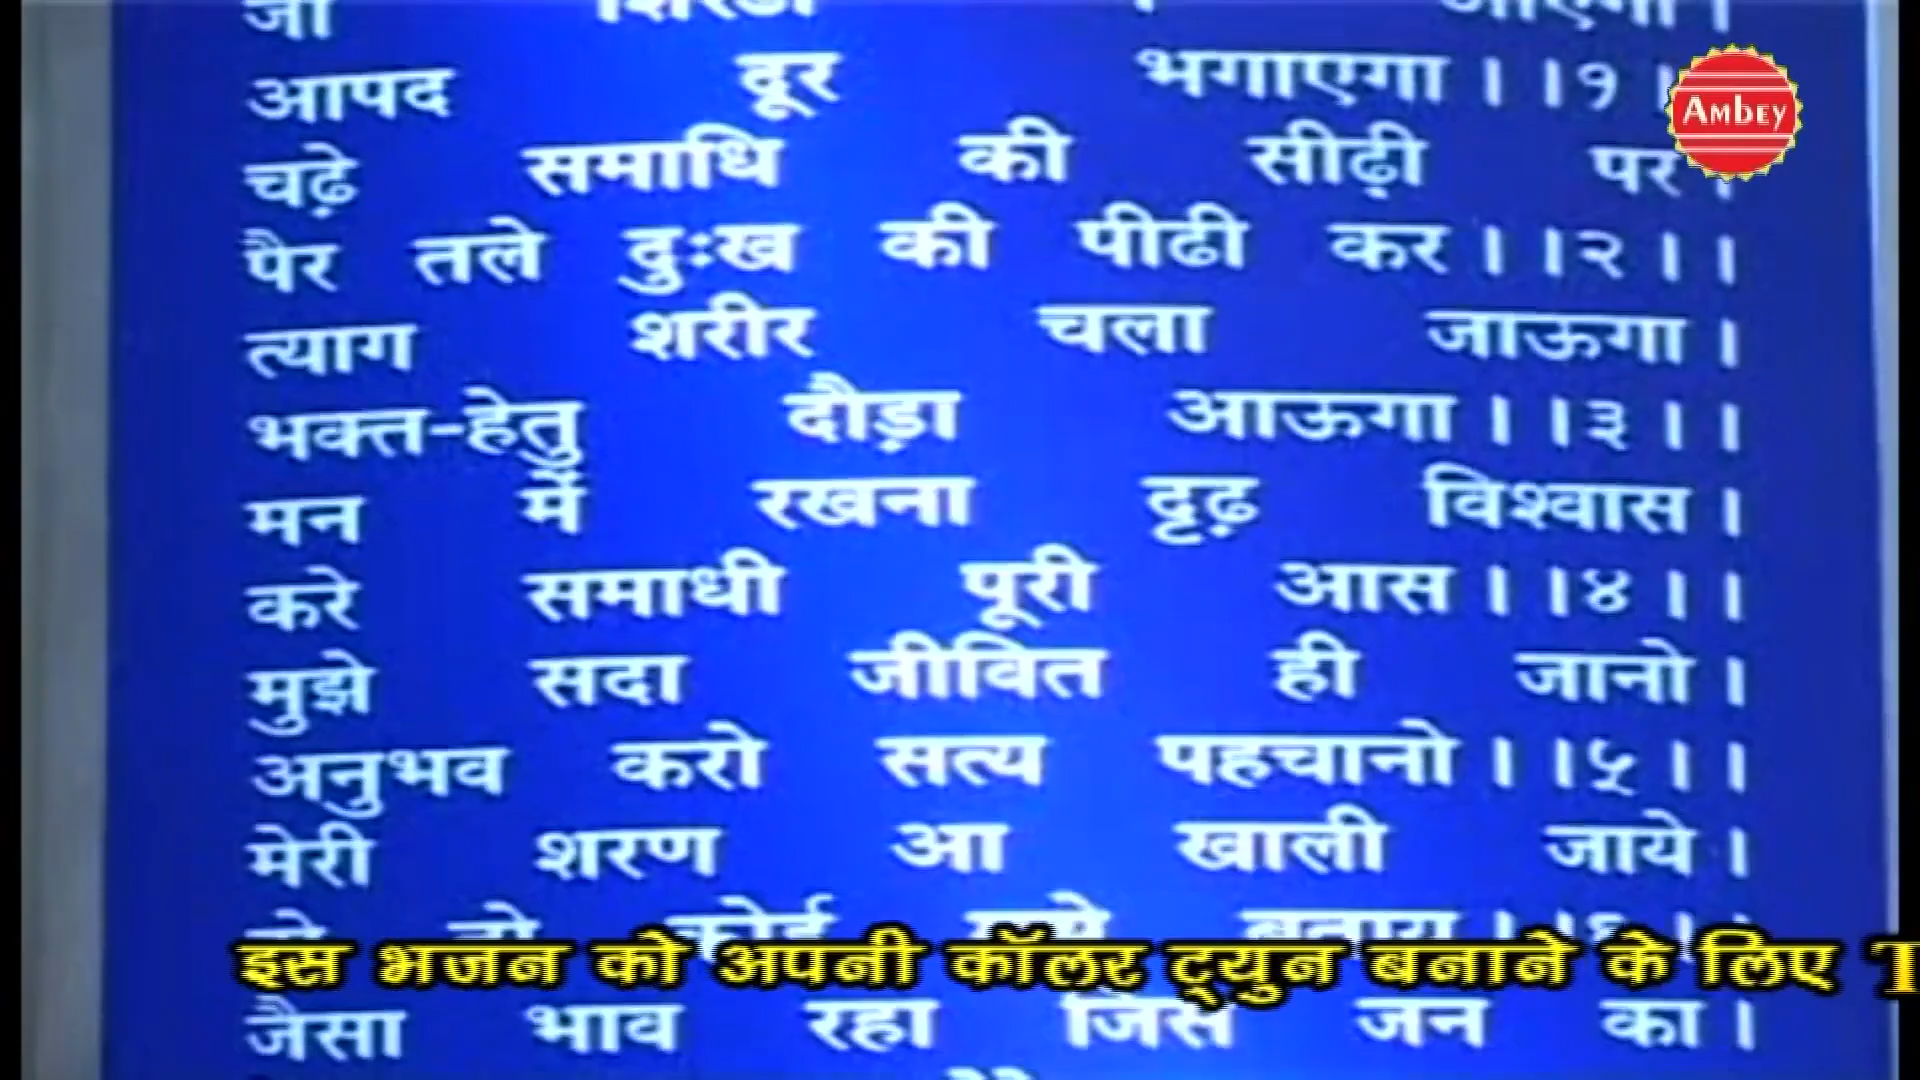 आपद दूर भगाएगा।।१।
AMBEY
चढ़े समाधि की सीढ़ी पर।
पैर तले दुःख की पीढी कर।।२।।
त्याग शरीर चला जाऊगा।
भक्त-हेतु दौड़ा आऊगा।।३।।
मन में रखना दृढ़ विश्वास।
करे समाधी पूरी आस।।४।।
मुझे सदा जीवित ही जानो।
अनुभव करो सत्य पहचानो।।५।।
मेरी शरण आ खाली जाये।
कोई
इस भजन को अपनी कॉलर ट्युन बनाने के लिए T
जैसा भाव रहा जिस जन का।